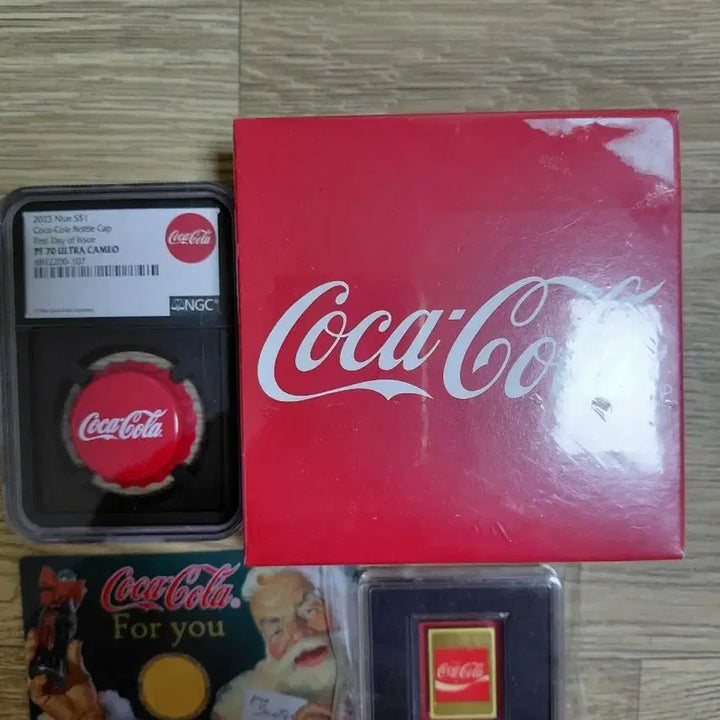 2023 Niue S$1
Coca-Cola Bottle Cap
First Day of Issue
PF 70 ULTRA CAMEO
Coca-Cola
NGC
Coca-Cola
Coca-Cola
Coca-Cola
For you
Coca-Cola